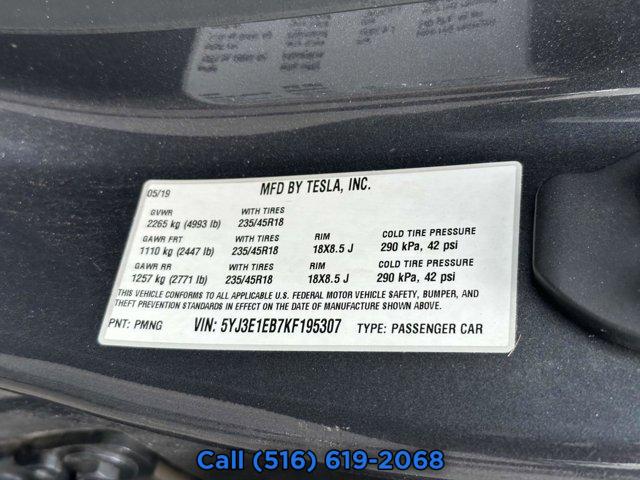 05/19 MFD BY TESLA, INC.
GVWR WITH TIRES
2265 kg (4993 lb) 235/45R18
GAWR FRT WITH TIRES RIM COLD TIRE PRESSURE
1110 kg (2447 lb) 235/45R18 18X8.5 J 290 kPa, 42 psi
GAWR RR WITH TIRES RIM COLD TIRE PRESSURE
1257 kg (2771 lb) 235/45R18 18X8.5 J 290 kPa, 42 psi
THIS VEHICLE CONFORMS TO ALL APPLICABLE U.S. FEDERAL MOTOR VEHICLE SAFETY, BUMPER, AND
THEFT PREVENTION STANDARDS IN EFFECT ON THE DATE OF MANUFACTURE SHOWN ABOVE.
PNT: PMNG VIN: 5YJ3E1EB7KF195307 TYPE: PASSENGER CAR
Call (516) 619-2068